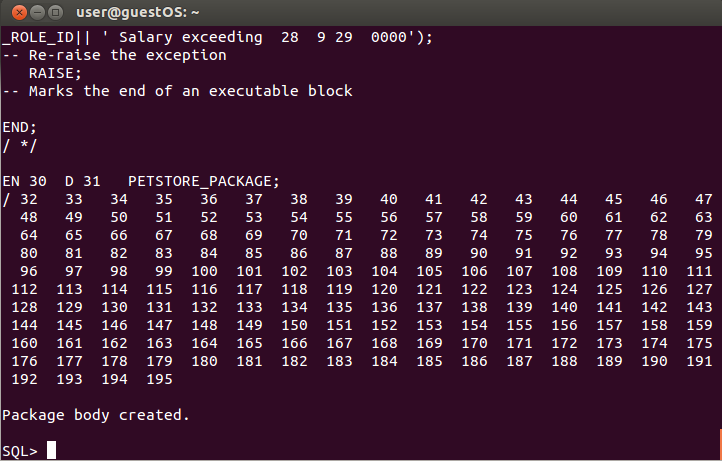 user@guestOS: ~
_ROLE_ID|| ' Salary exceeding  28  9 29  0000');
-- Re-raise the exception
   RAISE;
-- Marks the end of an executable block
END;
/ */
EN 30  D 31   PETSTORE_PACKAGE;
/ 32   33   34   35   36   37   38   39   40   41   42   43   44   45   46   47
  48   49   50   51   52   53   54   55   56   57   58   59   60   61   62   63
  64   65   66   67   68   69   70   71   72   73   74   75   76   77   78   79
  80   81   82   83   84   85   86   87   88   89   90   91   92   93   94   95
  96   97   98   99  100  101  102  103  104  105  106  107  108  109  110  111
 112  113  114  115  116  117  118  119  120  121  122  123  124  125  126  127
 128  129  130  131  132  133  134  135  136  137  138  139  140  141  142  143
 144  145  146  147  148  149  150  151  152  153  154  155  156  157  158  159
 160  161  162  163  164  165  166  167  168  169  170  171  172  173  174  175
 176  177  178  179  180  181  182  183  184  185  186  187  188  189  190  191
 192  193  194  195
Package body created.
SQL>